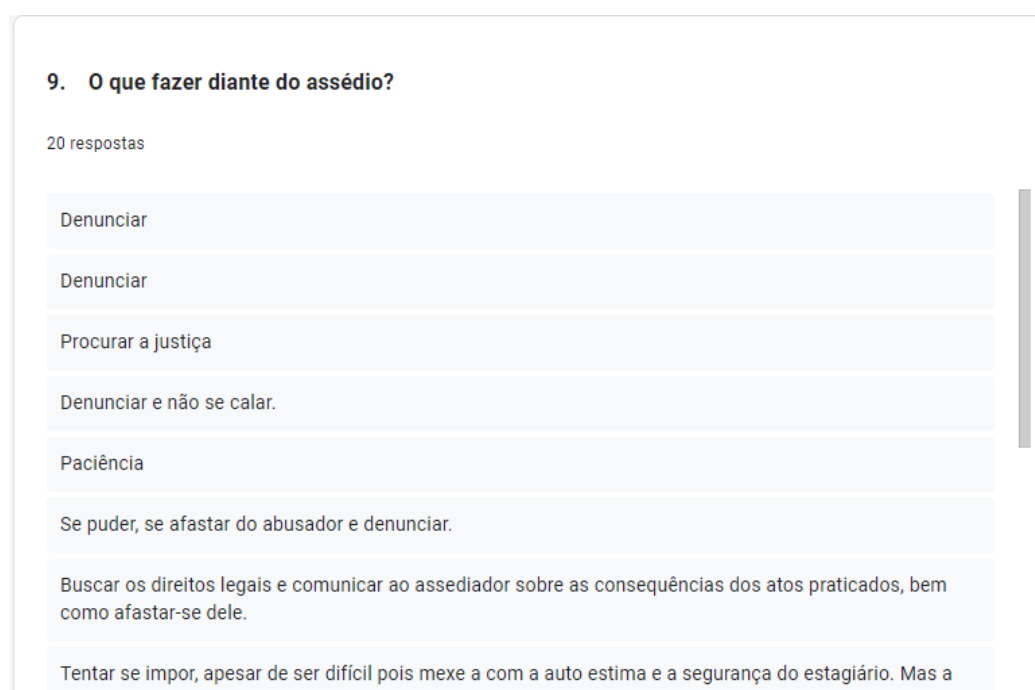 9. O que fazer diante do assédio?
20 respostas
Denunciar
Denunciar
Procurar a justiça
Denunciar e não se calar.
Paciência
Se puder, se afastar do abusador e denunciar.
Buscar os direitos legais e comunicar ao assediador sobre as consequências dos atos praticados, bem
como afastar-se dele.
Tentar se impor, apesar de ser difícil pois mexe a com a auto estima e a segurança do estagiário. Mas a